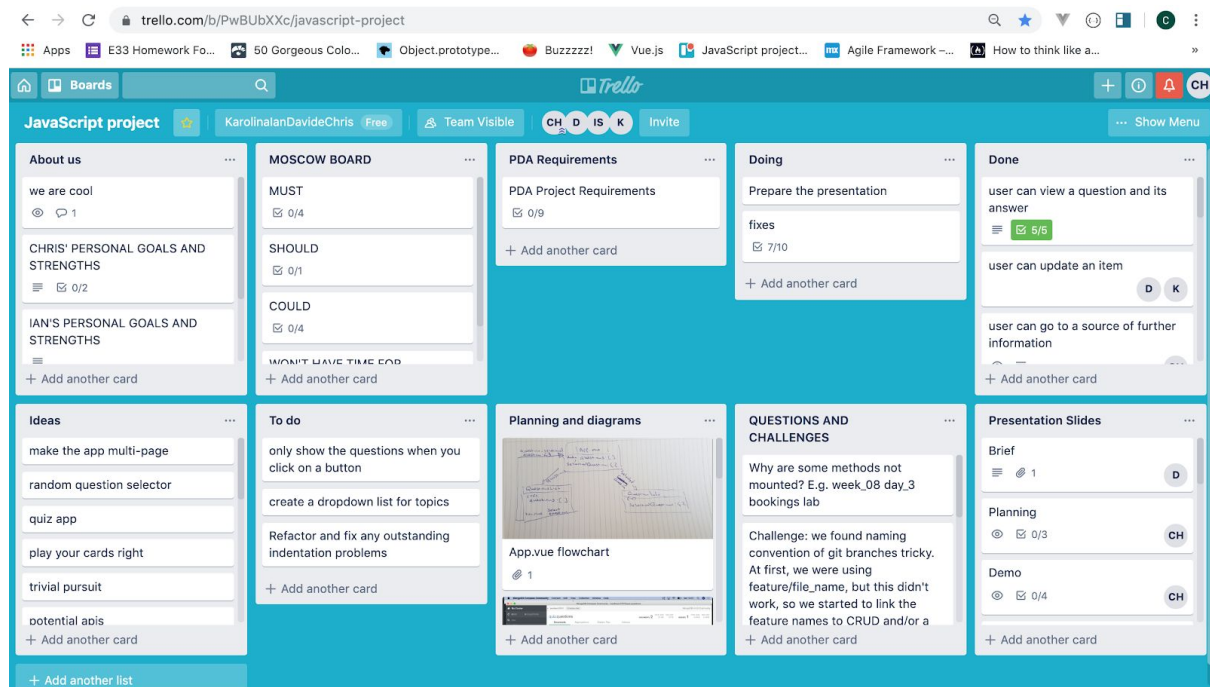 trello.com/b/PwBUbXXc/javascript-project
Apps
E33 Homework Fo...
50 Gorgeous Colo...
Object.prototype...
Buzzzzz!
Vue.js
JavaScript project...
Agile Framework –...
How to think like a...
»
Boards
Trello
CH
JavaScript project
KarolinaIanDavideChris Free
Team Visible
CH D IS K
Invite
... Show Menu
About us
we are cool
1
CHRIS' PERSONAL GOALS AND
STRENGTHS
0/2
IAN'S PERSONAL GOALS AND
STRENGTHS
+ Add another card
MOSCOW BOARD
MUST
0/4
SHOULD
0/1
COULD
0/4
WON'T HAVE TIME FOR
+ Add another card
PDA Requirements
PDA Project Requirements
0/9
+ Add another card
Doing
Prepare the presentation
fixes
7/10
+ Add another card
Done
user can view a question and its
answer
5/5
user can update an item
D K
user can go to a source of further
information
+ Add another card
Ideas
make the app multi-page
random question selector
quiz app
play your cards right
trivial pursuit
potential apis
+ Add another card
To do
only show the questions when you
click on a button
create a dropdown list for topics
Refactor and fix any outstanding
indentation problems
+ Add another card
Planning and diagrams
App.vue flowchart
1
+ Add another card
QUESTIONS AND
CHALLENGES
Why are some methods not
mounted? E.g. week_08 day_3
bookings lab
Challenge: we found naming
convention of git branches tricky.
At first, we were using
feature/file_name, but this didn't
work, so we started to link the
feature names to CRUD and/or a
+ Add another card
Presentation Slides
Brief
1
D
Planning
0/3
CH
Demo
0/4
CH
+ Add another card
+ Add another list